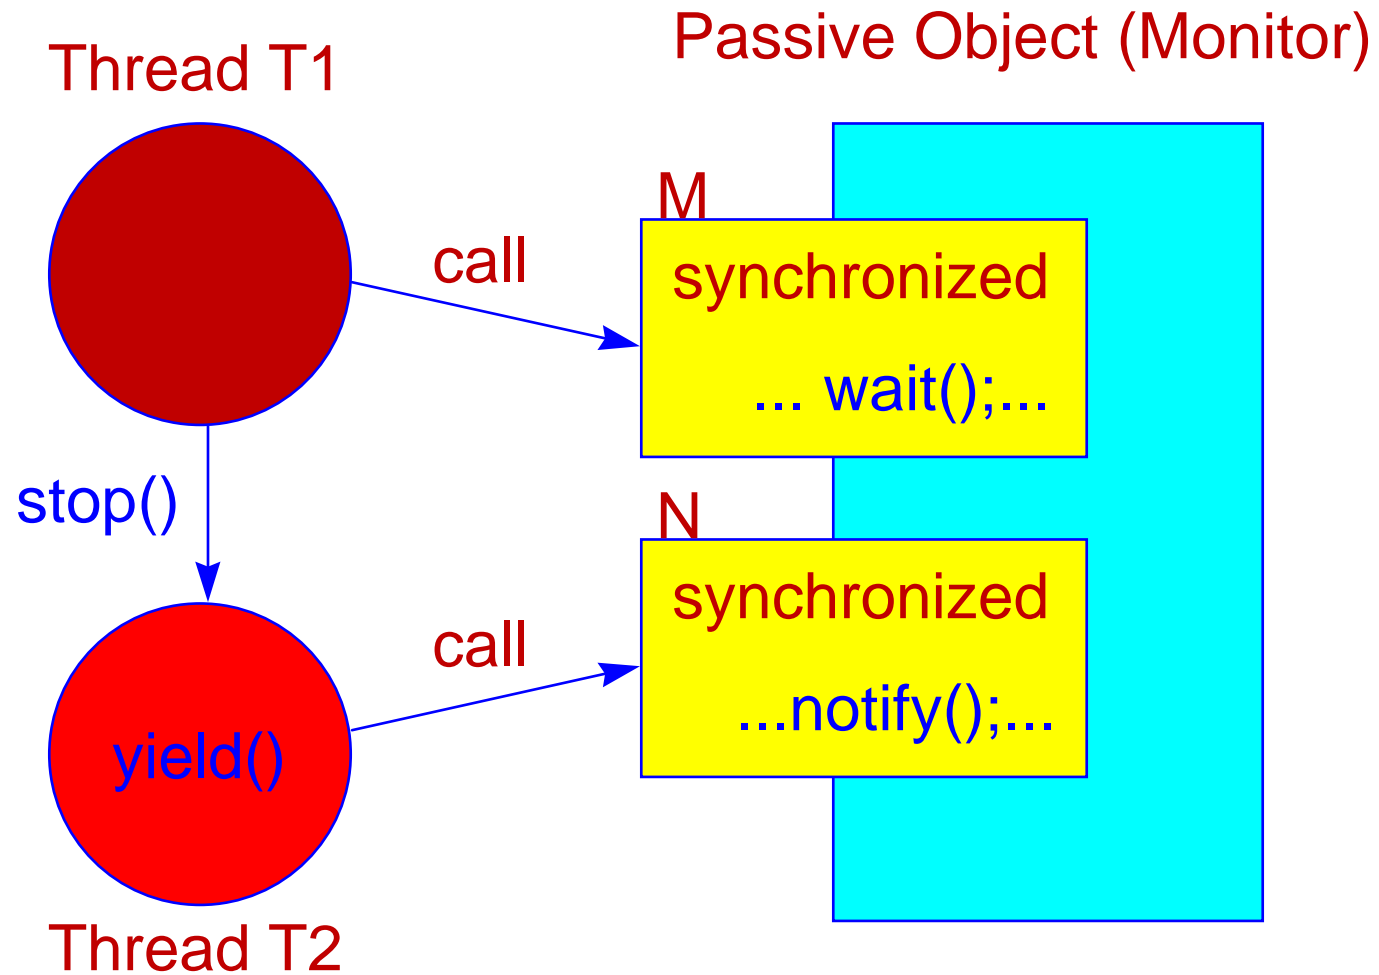 Passive Object (Monitor)
Thread T1
M
call
synchronized
... wait();...
stop()
N
synchronized
call
...notify();...
yield()
Thread T2